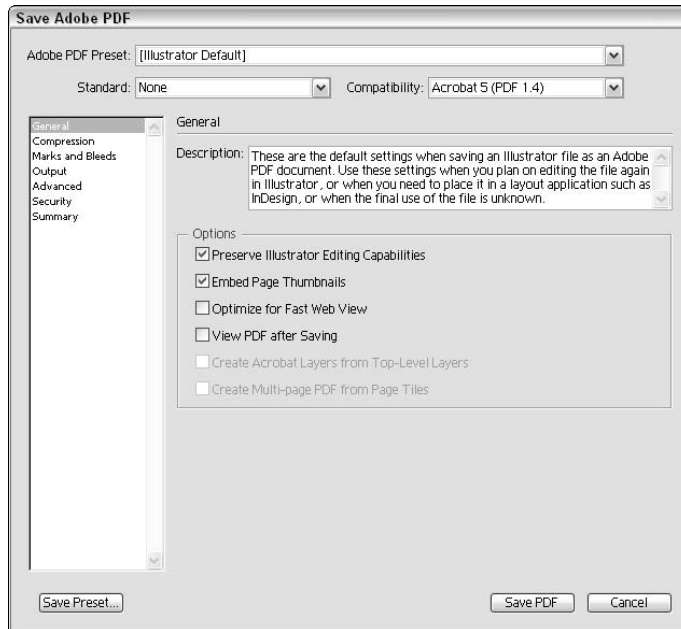 Save Adobe PDF
Adobe PDF Preset: [Illustrator Default]
Standard: None Compatibility: Acrobat 5 (PDF 1.4)
General
Compression
Marks and Bleeds
Output
Advanced
Security
Summary
General
Description: These are the default settings when saving an Illustrator file as an Adobe
PDF document. Use these settings when you plan on editing the file again
in Illustrator, or when you need to place it in a layout application such as
InDesign, or when the final use of the file is unknown.
Options
Preserve Illustrator Editing Capabilities
Embed Page Thumbnails
Optimize for Fast Web View
View PDF after Saving
Create Acrobat Layers from Top-Level Layers
Create Multi-page PDF from Page Tiles
Save Preset... Save PDF Cancel